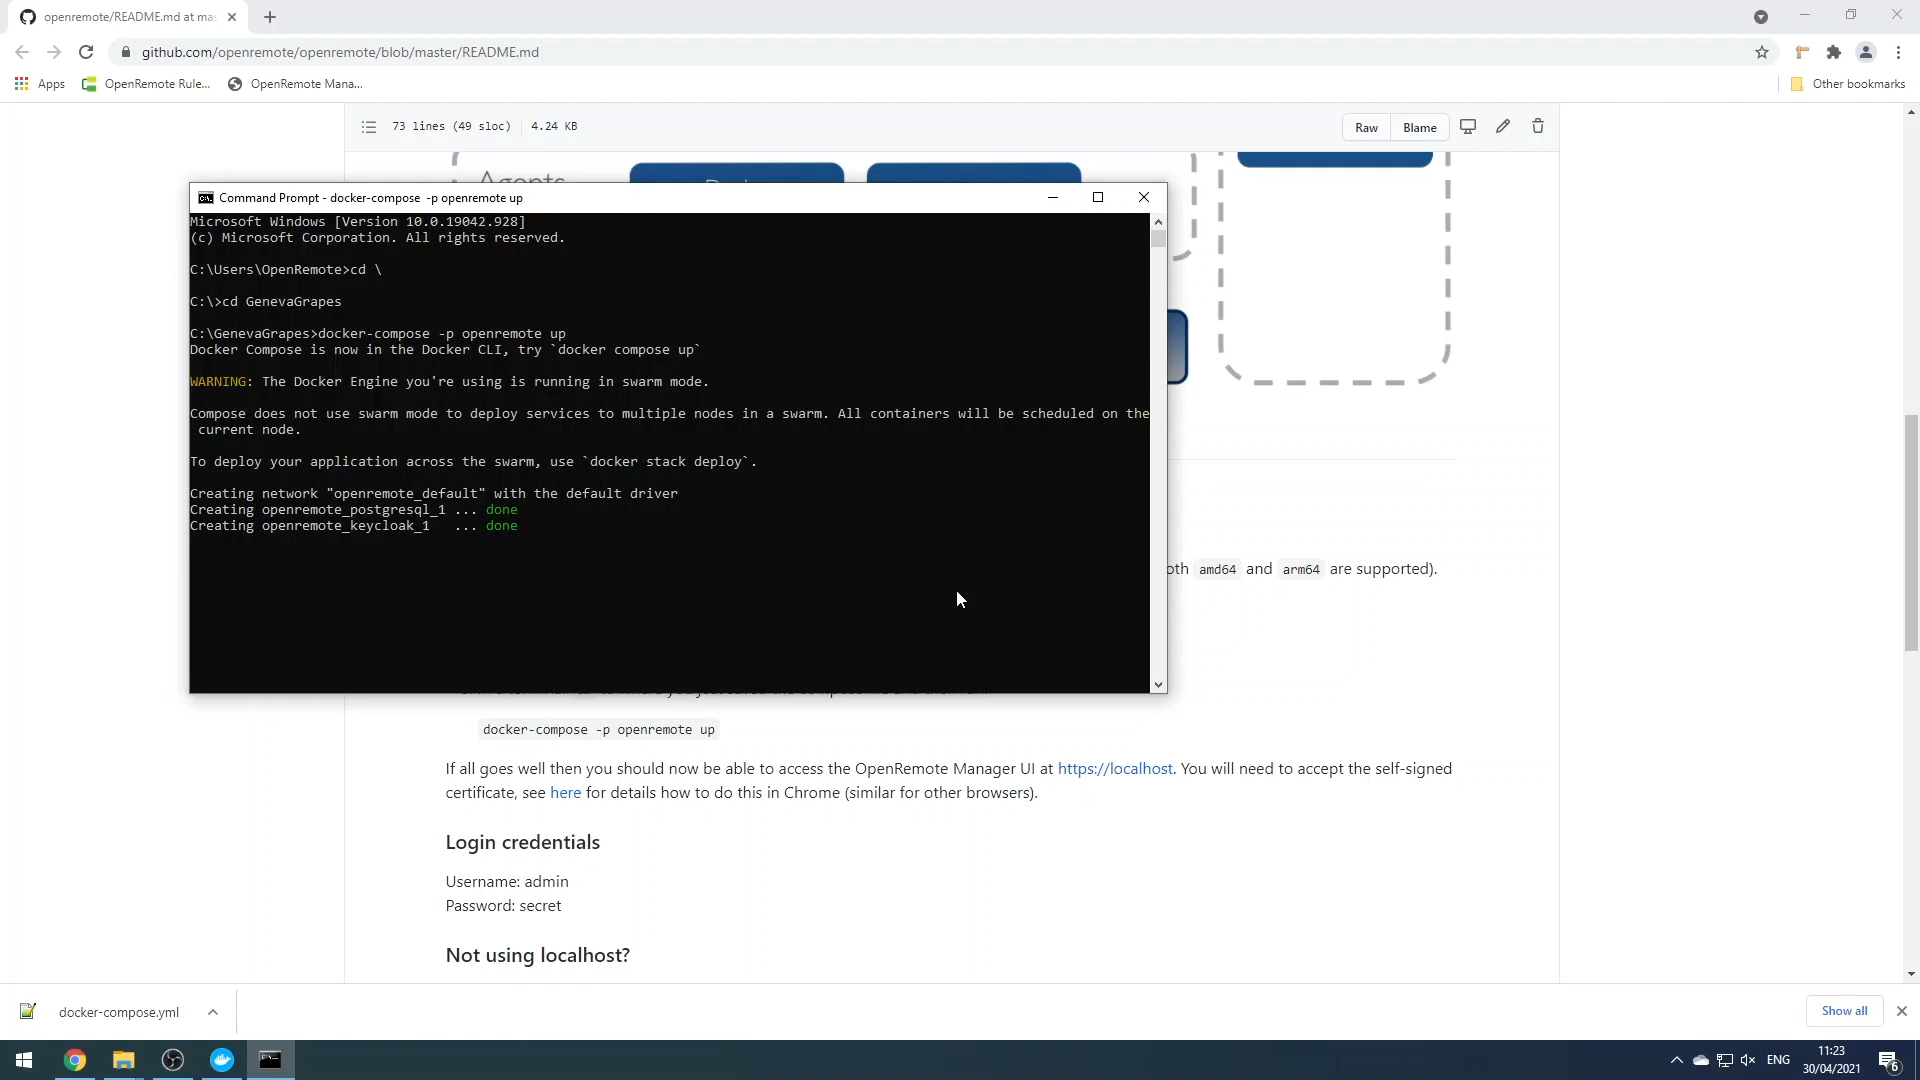 openremote/README.md at mas
github.com/openremote/openremote/blob/master/README.md
Apps
OpenRemote Rule...
OpenRemote Mana...
Other bookmarks
73 lines (49 sloc)
4.24 KB
Raw
Blame
Agents
Command Prompt - docker-compose -p openremote up
Microsoft Windows [Version 10.0.19042.928]
(c) Microsoft Corporation. All rights reserved.
C:\Users\OpenRemote>cd \
C:\>cd GenevaGrapes
C:\GenevaGrapes>docker-compose -p openremote up
Docker Compose is now in the Docker CLI, try `docker compose up`
WARNING: The Docker Engine you're using is running in swarm mode.
Compose does not use swarm mode to deploy services to multiple nodes in a swarm. All containers will be scheduled on the
current node.
To deploy your application across the swarm, use `docker stack deploy`.
Creating network "openremote_default" with the default driver
Creating openremote_postgresql_1 ... done
Creating openremote_keycloak_1 ... done
oth amd64 and arm64 are supported).
docker-compose -p openremote up
If all goes well then you should now be able to access the OpenRemote Manager UI at https://localhost. You will need to accept the self-signed
certificate, see here for details how to do this in Chrome (similar for other browsers).
Login credentials
Username: admin
Password: secret
Not using localhost?
docker-compose.yml
Show all
ENG
11:23
30/04/2021
6